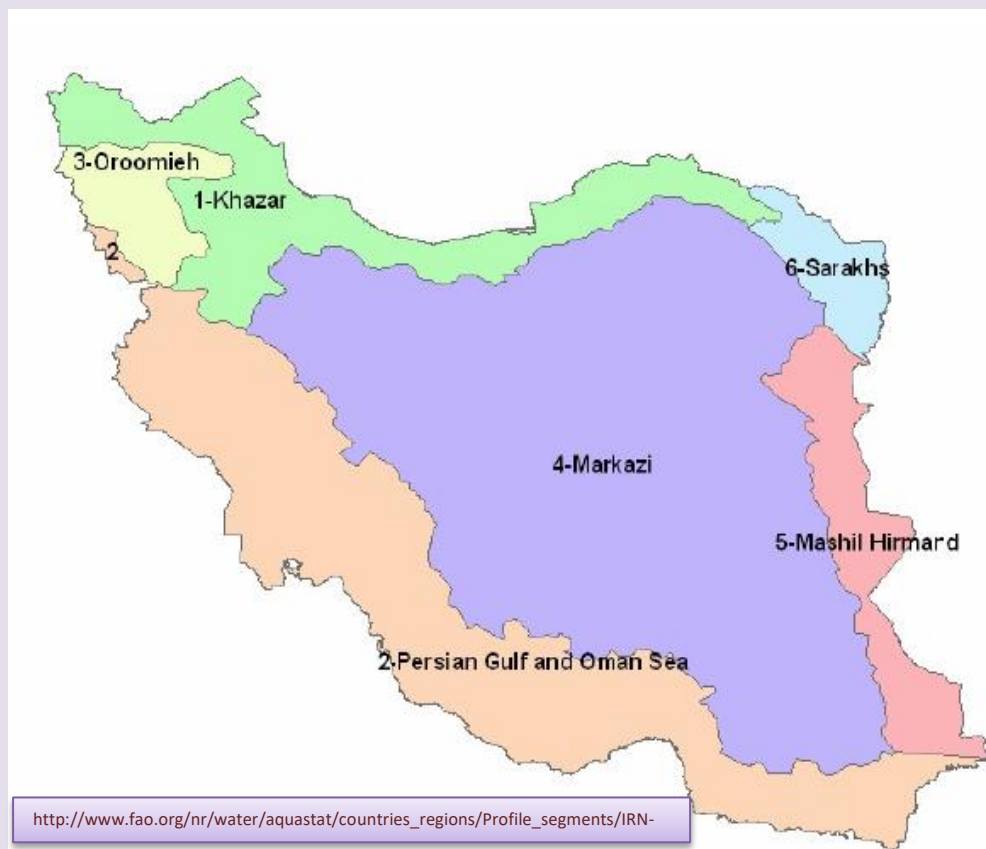 3-Oroomieh
1-Khazar
2
6-Sarakhs
4-Markazi
5-Mashil Hirmard
2-Persian Gulf and Oman Sea
http://www.fao.org/nr/water/aquastat/countries_regions/Profile_segments/IRN-